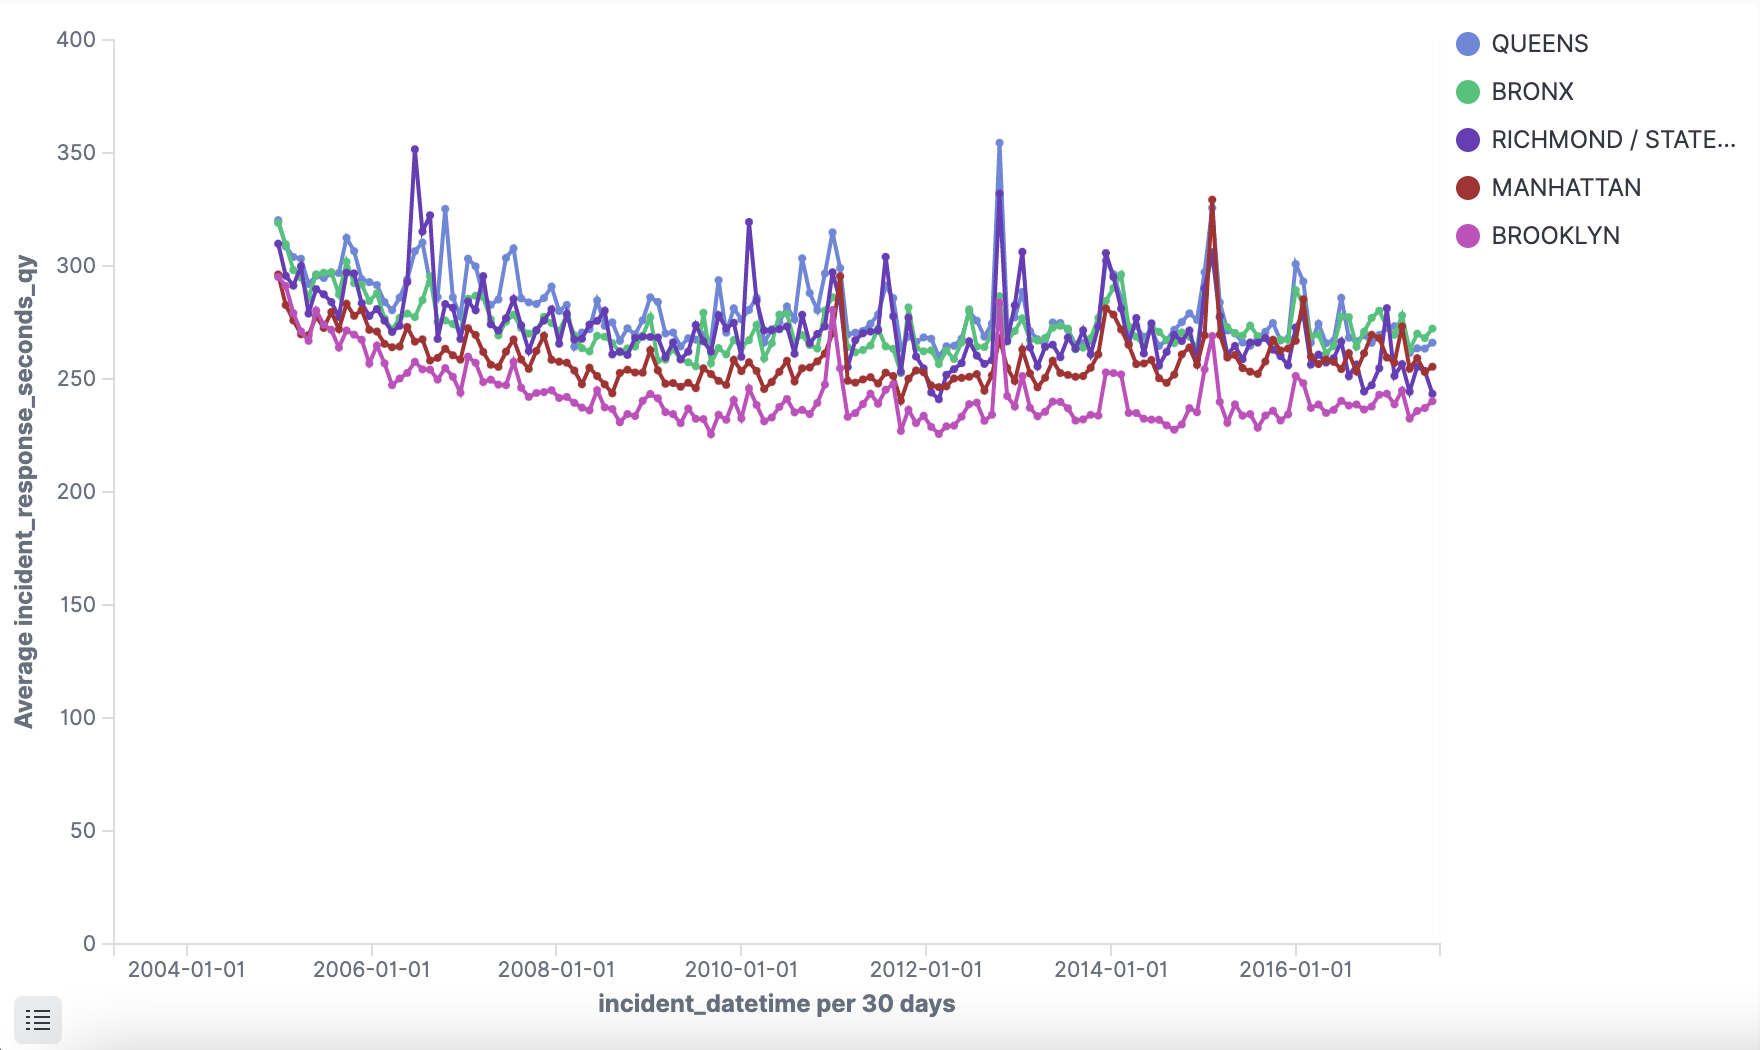 400
350
300
250
200
150
100
50
0
Average incident_response_seconds_qy
2004-01-01
2006-01-01
2008-01-01
2010-01-01
2012-01-01
2014-01-01
2016-01-01
incident_datetime per 30 days
QUEENS
BRONX
RICHMOND / STATE...
MANHATTAN
BROOKLYN